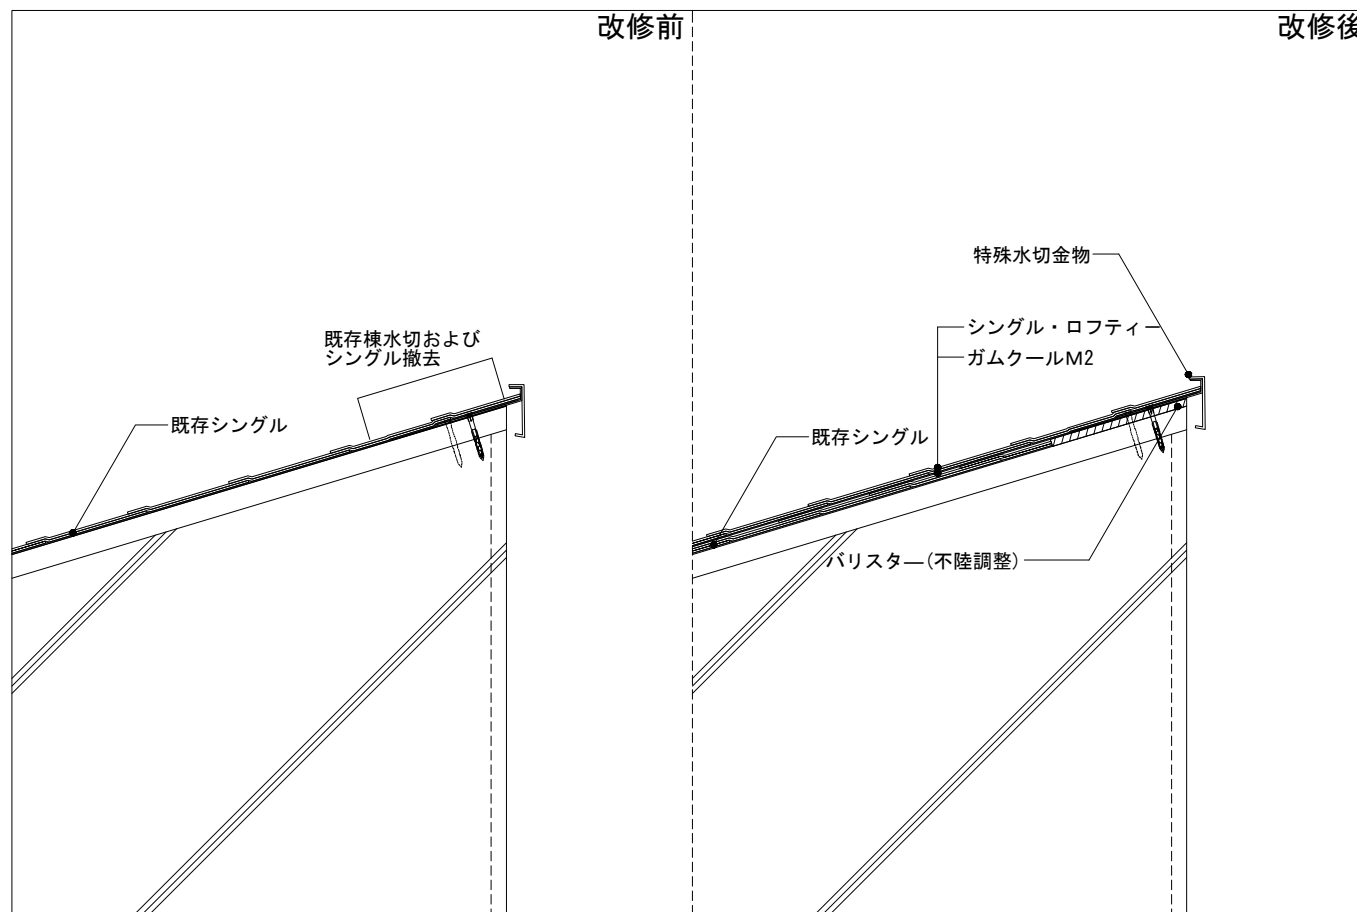 改修前
既存棟水切および
シングル撤去
既存シングル
改修後
特殊水切金物
シングル・ロフティ
ガムクールM2
既存シングル
バリスター(不陸調整)